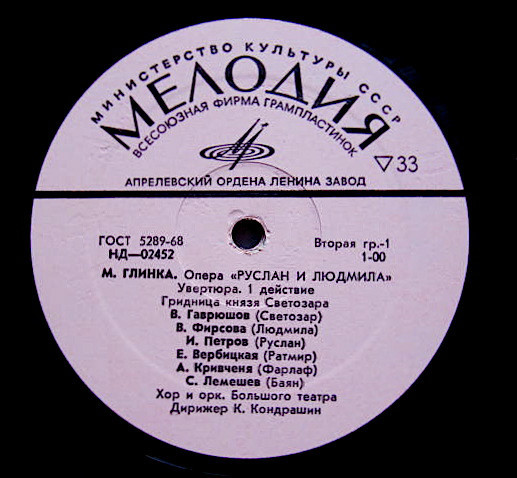 МИНИСТЕРСТВО КУЛЬТУРЫ СССР
МЕЛОДИЯ
ВСЕСОЮЗНАЯ ФИРМА ГРАМПЛАСТИНОК
▽33
АПРЕЛЕВСКИЙ ОРДЕНА ЛЕНИНА ЗАВОД
ГОСТ 5289-68
НД—02452
Вторая гр.-1
1-00
М. ГЛИНКА. Опера «РУСЛАН И ЛЮДМИЛА»
Увертюра. 1 действие
Гридница князя Светозара
В. Гаврюшов (Светозар)
В. Фирсова (Людмила)
И. Петров (Руслан)
Е. Вербицкая (Ратмир)
А. Кривченя (Фарлаф)
С. Лемешев (Баян)
Хор и орк. Большого театра
Дирижер К. Кондрашин